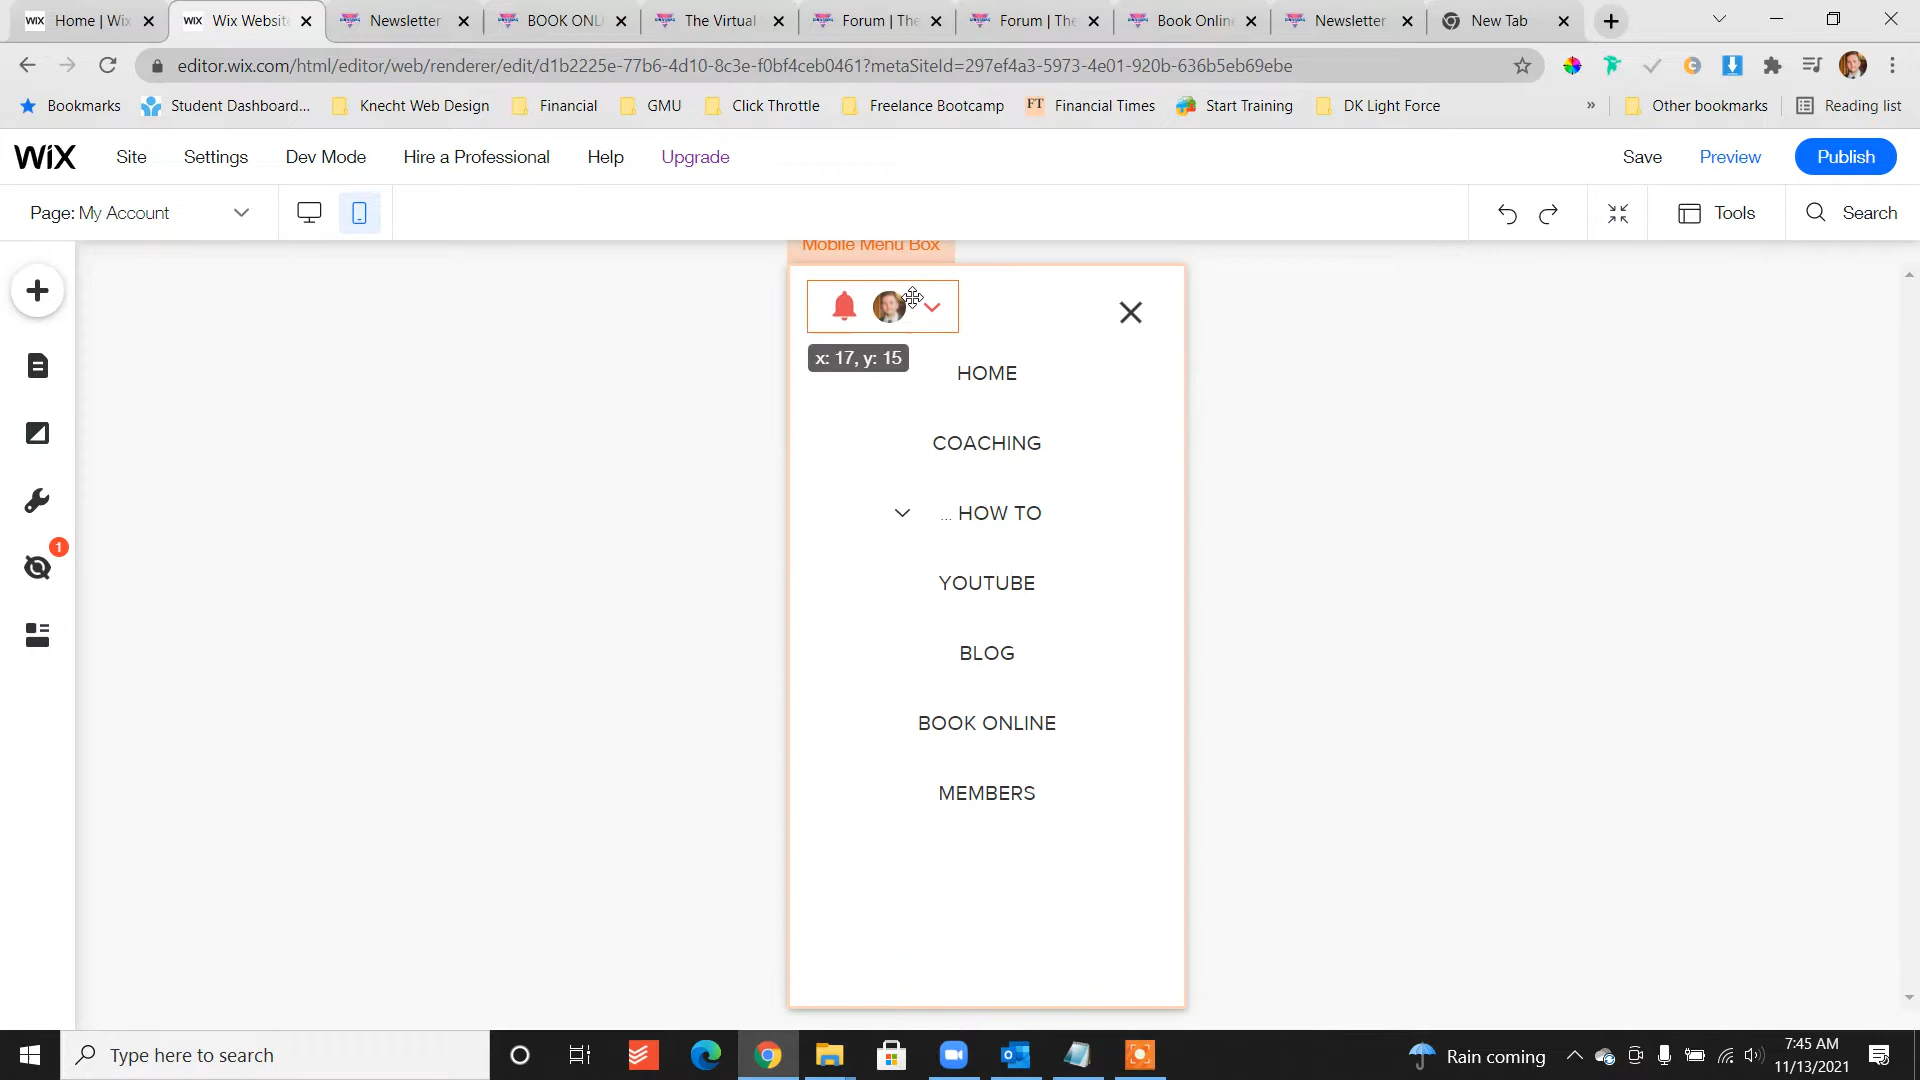 Home | Wix
Wix Website
Newsletter
BOOK ONLI
The Virtual
Forum | The
Forum | The
Book Online
Newsletter
New Tab
editor.wix.com/html/editor/web/renderer/edit/d1b2225e-77b6-4d10-8c3e-f0bf4ceb0461?metaSiteId=297ef4a3-5973-4e01-920b-636b5eb69ebe
Bookmarks
Student Dashboard...
Knecht Web Design
Financial
GMU
Click Throttle
Freelance Bootcamp
FT Financial Times
Start Training
DK Light Force
»
Other bookmarks
Reading list
WiX
Site
Settings
Dev Mode
Hire a Professional
Help
Upgrade
Save
Preview
Publish
Page: My Account
Tools
Search
Mobile Menu Box
x: 17, y: 15
HOME
COACHING
... HOW TO
YOUTUBE
BLOG
BOOK ONLINE
MEMBERS
1
Type here to search
Rain coming
7:45 AM
11/13/2021